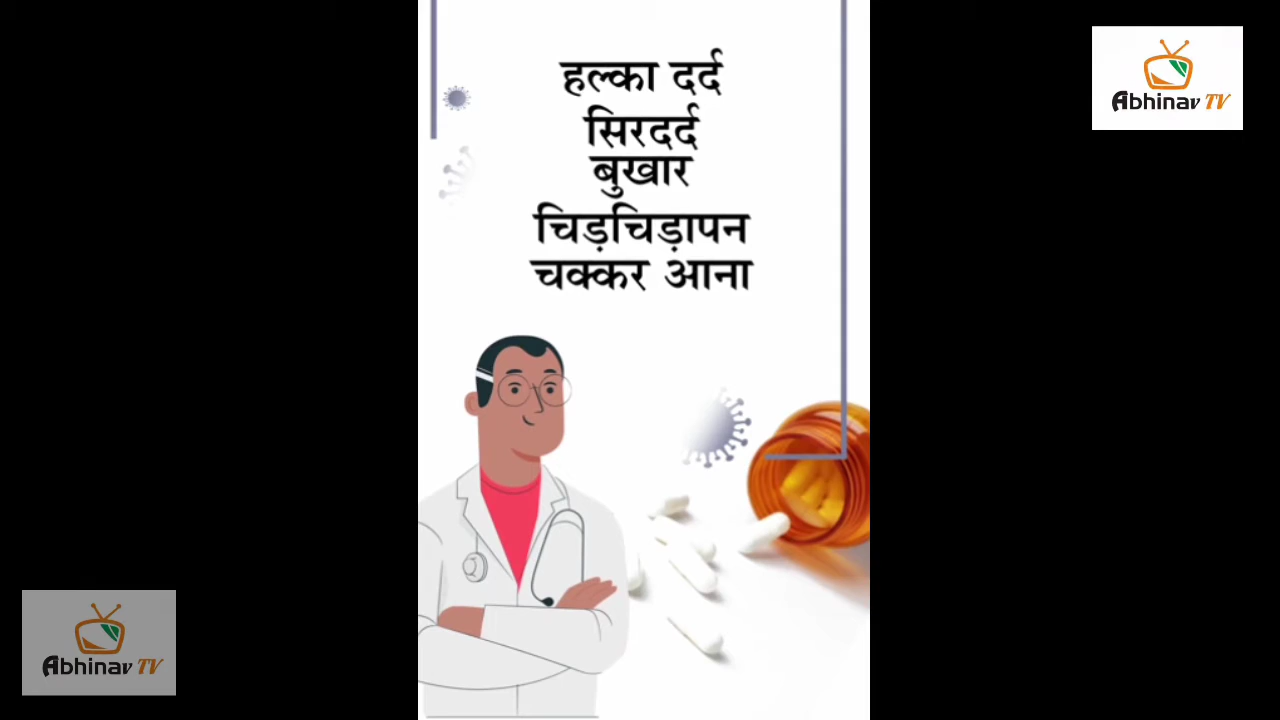 हल्का दर्द
सिरदर्द
बुखार
चिड़चिड़ापन
चक्कर आना
Abhinav TV
Abhinav TV